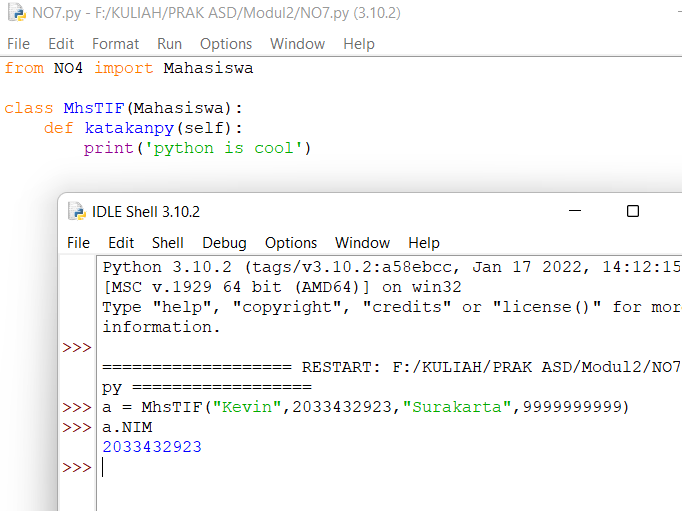 NO7.py - F:/KULIAH/PRAK ASD/Modul2/NO7.py (3.10.2)
File Edit Format Run Options Window Help
from NO4 import Mahasiswa
class MhsTIF(Mahasiswa):
    def katakanpy(self):
        print('python is cool')
IDLE Shell 3.10.2
File Edit Shell Debug Options Window Help
Python 3.10.2 (tags/v3.10.2:a58ebcc, Jan 17 2022, 14:12:15
[MSC v.1929 64 bit (AMD64)] on win32
Type "help", "copyright", "credits" or "license()" for mor
information.
>>>
=================== RESTART: F:/KULIAH/PRAK ASD/Modul2/NO7
py ==================
>>> a = MhsTIF("Kevin",2033432923,"Surakarta",9999999999)
>>> a.NIM
2033432923
>>>